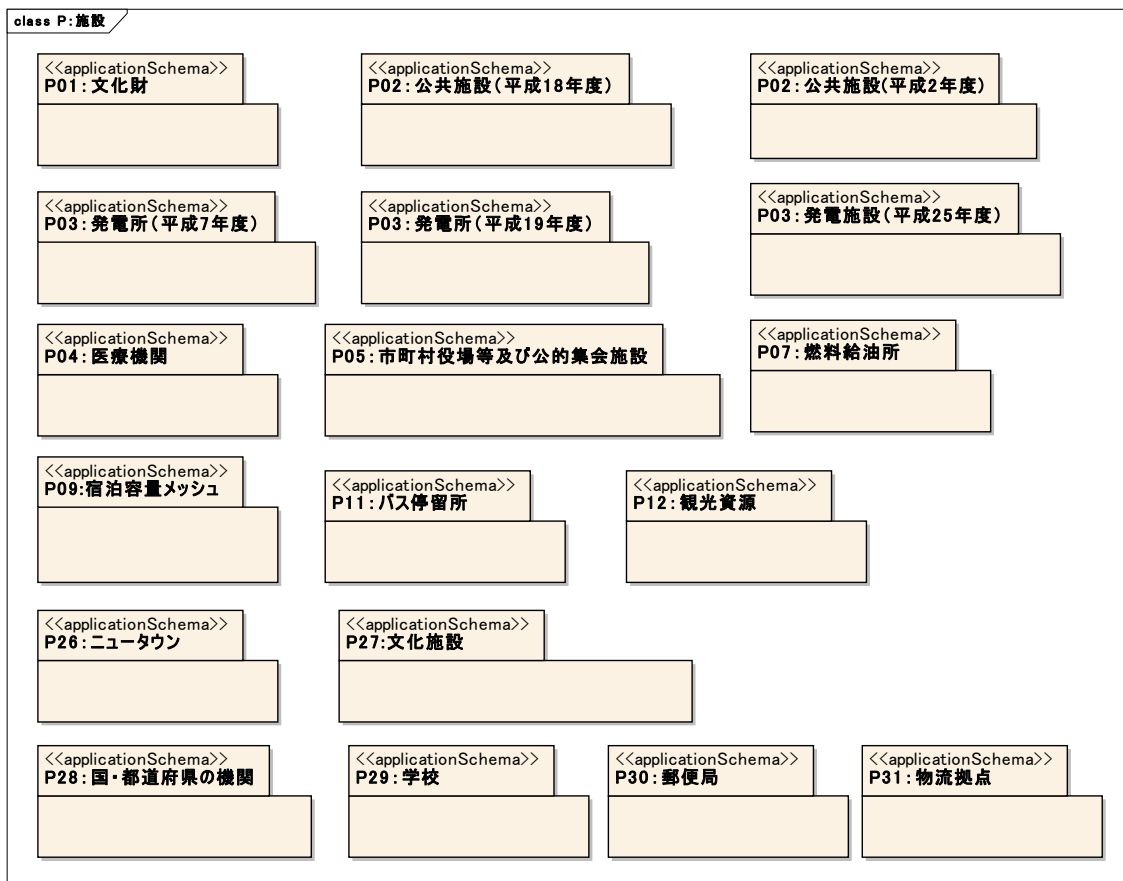 class P:施設
<<applicationSchema>>
P01:文化財
<<applicationSchema>>
P02:公共施設(平成18年度)
<<applicationSchema>>
P02:公共施設(平成2年度)
<<applicationSchema>>
P03:発電所(平成7年度)
<<applicationSchema>>
P03:発電所(平成19年度)
<<applicationSchema>>
P03:発電施設(平成25年度)
<<applicationSchema>>
P04:医療機関
<<applicationSchema>>
P05:市町村役場等及び公的集会施設
<<applicationSchema>>
P07:燃料給油所
<<applicationSchema>>
P09:宿泊容量メッシュ
<<applicationSchema>>
P11:バス停留所
<<applicationSchema>>
P12:観光資源
<<applicationSchema>>
P26:ニュータウン
<<applicationSchema>>
P27:文化施設
<<applicationSchema>>
P28:国・都道府県の機関
<<applicationSchema>>
P29:学校
<<applicationSchema>>
P30:郵便局
<<applicationSchema>>
P31:物流拠点